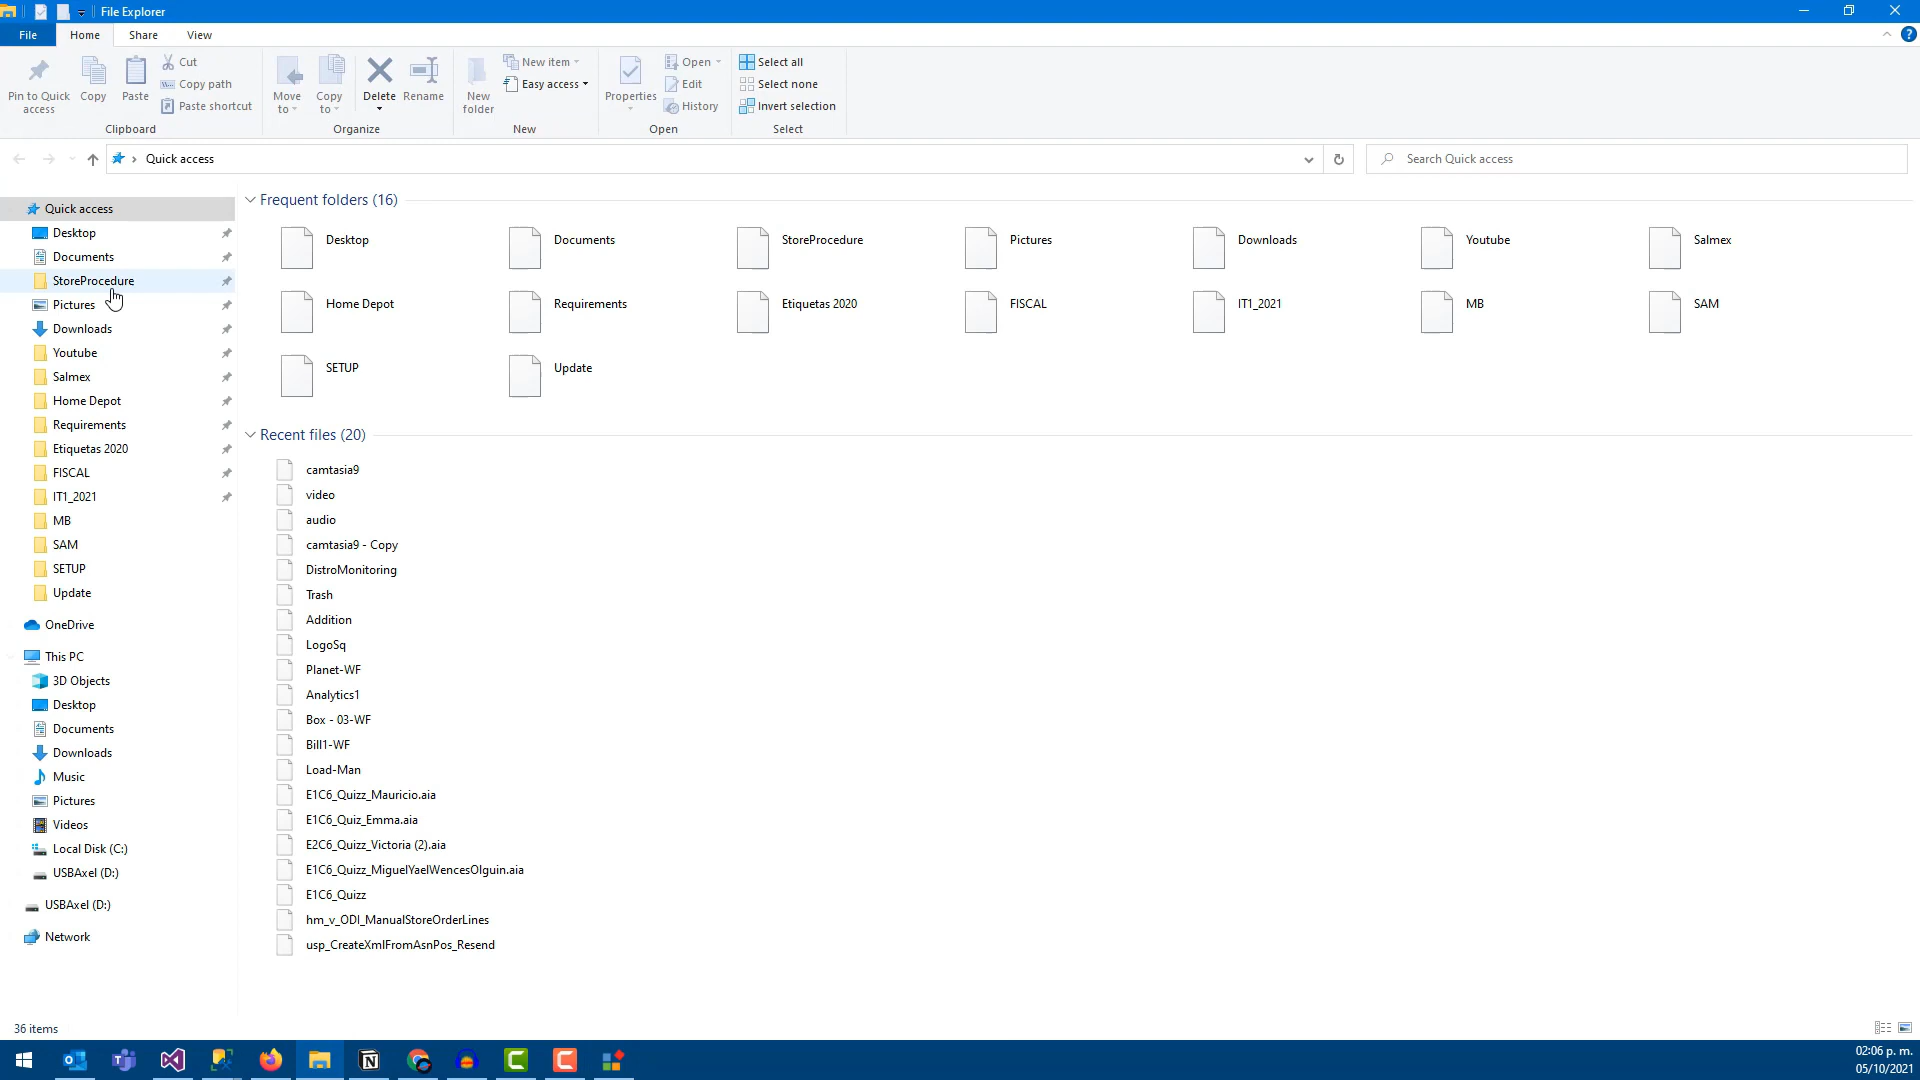 File Explorer
File Home Share View
Pin to Quick access
Copy
Paste
Cut
Copy path
Paste shortcut
Clipboard
Move to
Copy to
Delete
Rename
Organize
New folder
New item
Easy access
New
Properties
Open
Edit
History
Open
Select all
Select none
Invert selection
Select
Quick access
Search Quick access
Quick access
Desktop
Documents
StoreProcedure
Pictures
Downloads
Youtube
Salmex
Home Depot
Requirements
Etiquetas 2020
FISCAL
IT1_2021
MB
SAM
SETUP
Update
OneDrive
This PC
3D Objects
Desktop
Documents
Downloads
Music
Pictures
Videos
Local Disk (C:)
USBAxel (D:)
USBAxel (D:)
Network
Frequent folders (16)
Desktop Documents StoreProcedure Pictures Downloads Youtube Salmex
Home Depot Requirements Etiquetas 2020 FISCAL IT1_2021 MB SAM
SETUP Update
Recent files (20)
camtasia9
video
audio
camtasia9 - Copy
DistroMonitoring
Trash
Addition
LogoSq
Planet-WF
Analytics1
Box - 03-WF
Bill1-WF
Load-Man
E1C6_Quizz_Mauricio.aia
E1C6_Quiz_Emma.aia
E2C6_Quizz_Victoria (2).aia
E1C6_Quizz_MiguelYaelWencesOlguin.aia
E1C6_Quizz
hm_v_ODI_ManualStoreOrderLines
usp_CreateXmlFromAsnPos_Resend
36 items
02:06 p. m.
05/10/2021